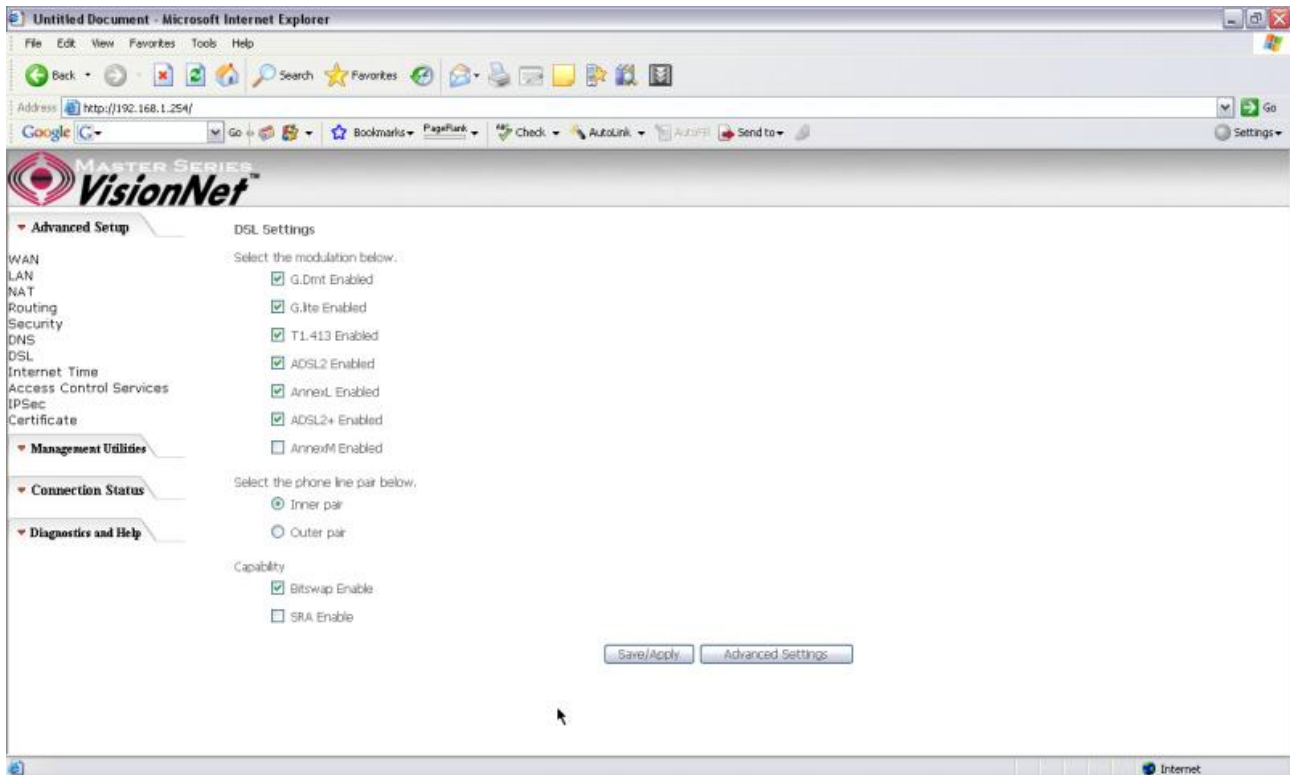 Untitled Document - Microsoft Internet Explorer
File Edit View Favorites Tools Help
Back Search Favorites
Address http://192.168.1.254/ Go
Google G Go Bookmarks PageRank Check AutoLink AutoFill Send to Settings
MASTER SERIES
VisionNet™
Advanced Setup
WAN
LAN
NAT
Routing
Security
DNS
DSL
Internet Time
Access Control Services
IPSec
Certificate
Management Utilities
Connection Status
Diagnostics and Help
DSL Settings
Select the modulation below.
G.Dmt Enabled
G.lite Enabled
T1.413 Enabled
ADSL2 Enabled
AnnexL Enabled
ADSL2+ Enabled
AnnexM Enabled
Select the phone line pair below.
Inner pair
Outer pair
Capability
Bitswap Enable
SRA Enable
Save/Apply Advanced Settings
Internet